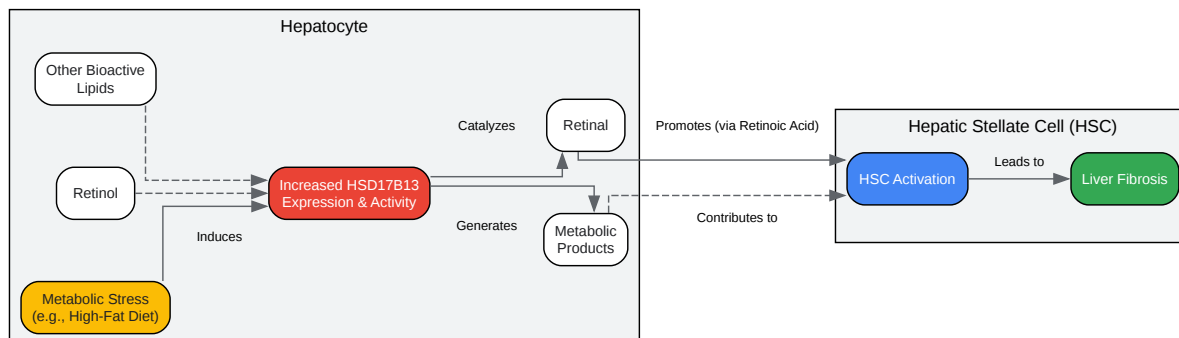 Hepatocyte
Other Bioactive
Lipids
Catalyzes
Retinal
Promotes (via Retinoic Acid)
Hepatic Stellate Cell (HSC)
Retinol
Increased HSD17B13
Expression & Activity
HSC Activation
Leads to
Liver Fibrosis
Induces
Generates
Metabolic
Products
Contributes to
Metabolic Stress
(e.g., High-Fat Diet)